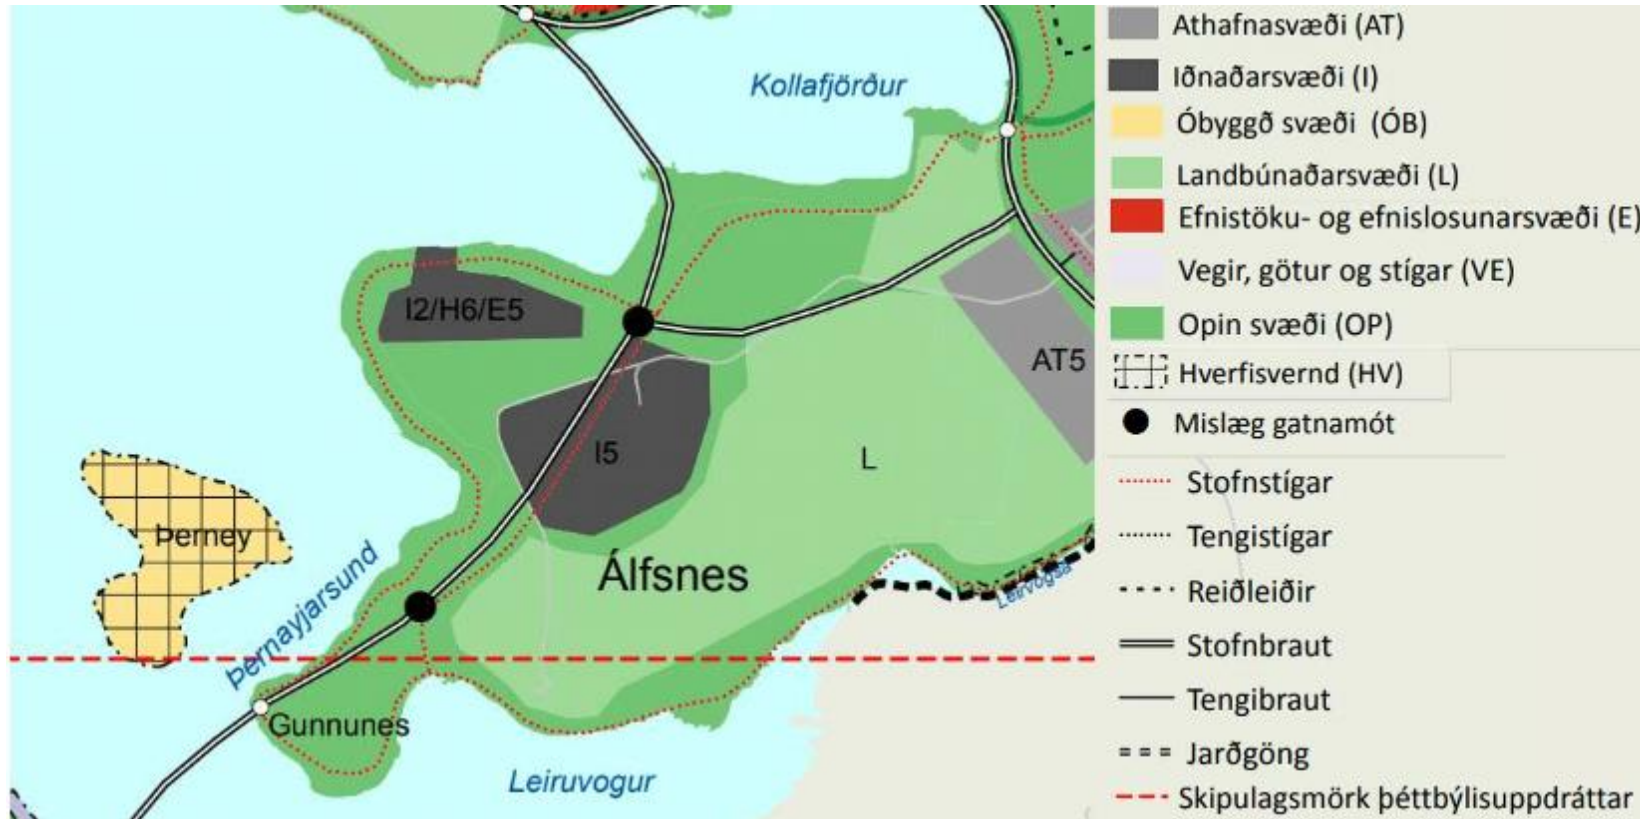 Kollafjörður
I2/H6/E5
AT5
I5
L
Þerney
Þernayjarsund
Álfsnes
Leirvogsá
Gunnunes
Leiruvogur
Athafnasvæði (AT)
Iðnaðarsvæði (I)
Óbyggð svæði (ÓB)
Landbúnaðarsvæði (L)
Efnistöku- og efnislosunarsvæði (E)
Vegir, götur og stígar (VE)
Opin svæði (OP)
Hverfisvernd (HV)
Mislæg gatnamót
Stofnstígar
Tengistígar
Reiðleiðir
Stofnbraut
Tengibraut
Jarðgöng
Skipulagsmörk þéttbýlisuppdráttar